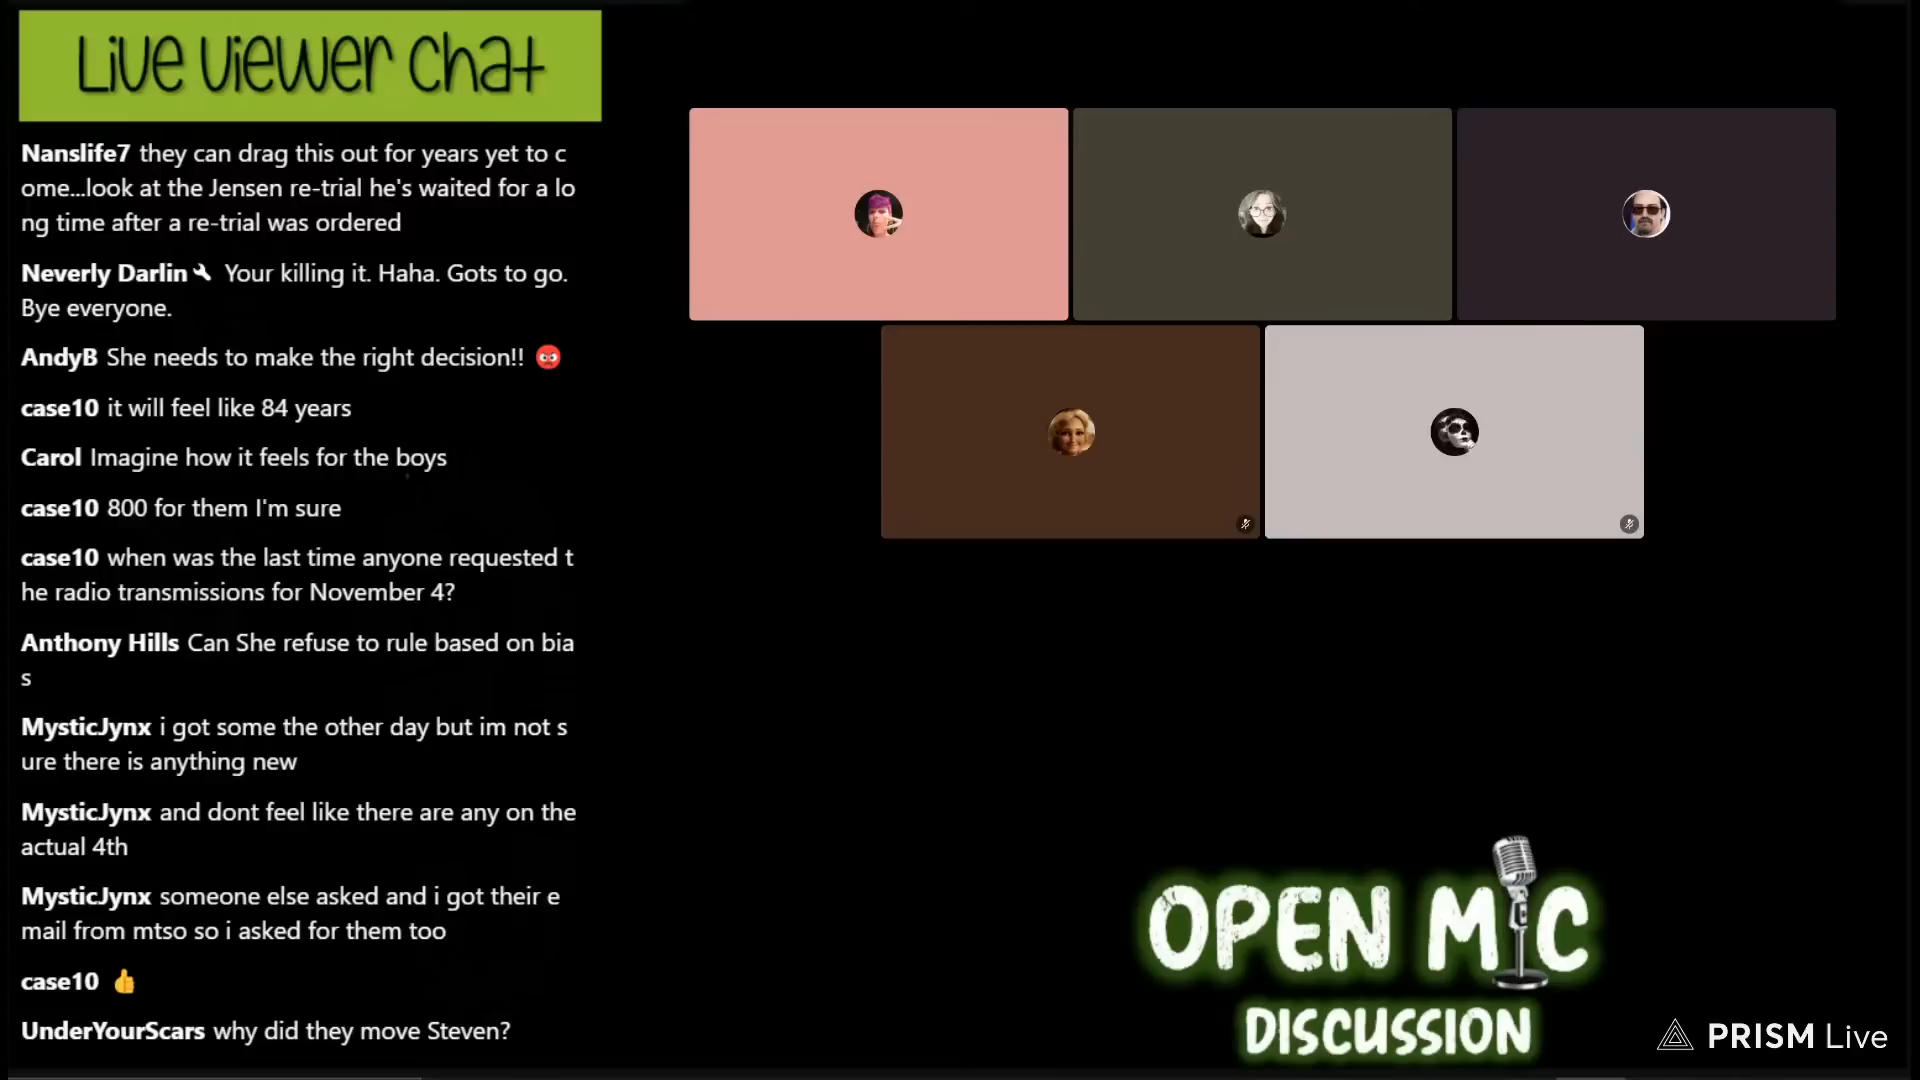 Live Viewer Chat
Nanslife7 they can drag this out for years yet to c
ome...look at the Jensen re-trial he's waited for a lo
ng time after a re-trial was ordered
Neverly Darlin Your killing it. Haha. Gots to go.
Bye everyone.
AndyB She needs to make the right decision!! 😡
case10 it will feel like 84 years
Carol Imagine how it feels for the boys
case10 800 for them I'm sure
case10 when was the last time anyone requested t
he radio transmissions for November 4?
Anthony Hills Can She refuse to rule based on bia
s
MysticJynx i got some the other day but im not s
ure there is anything new
MysticJynx and dont feel like there are any on the
actual 4th
MysticJynx someone else asked and i got their e
mail from mtso so i asked for them too
case10 👍
UnderYourScars why did they move Steven?
OPEN MIC
DISCUSSION
PRISM Live